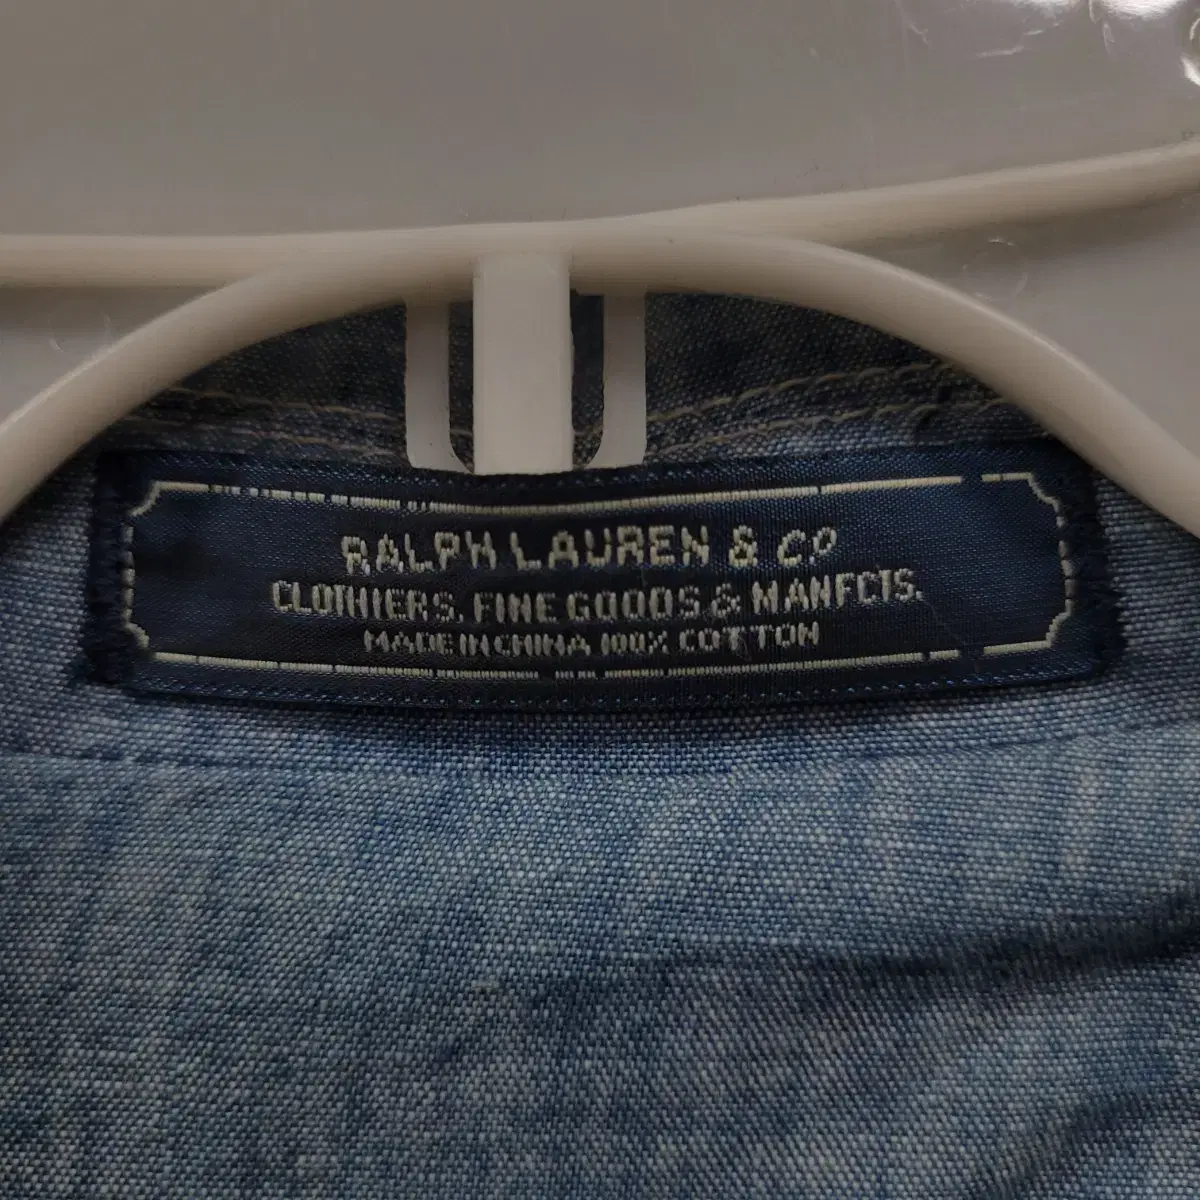 RALPH LAUREN & Co
CLOTHIERS, FINE GOODS & MANFCTS.
MADE IN CHINA 100% COTTON